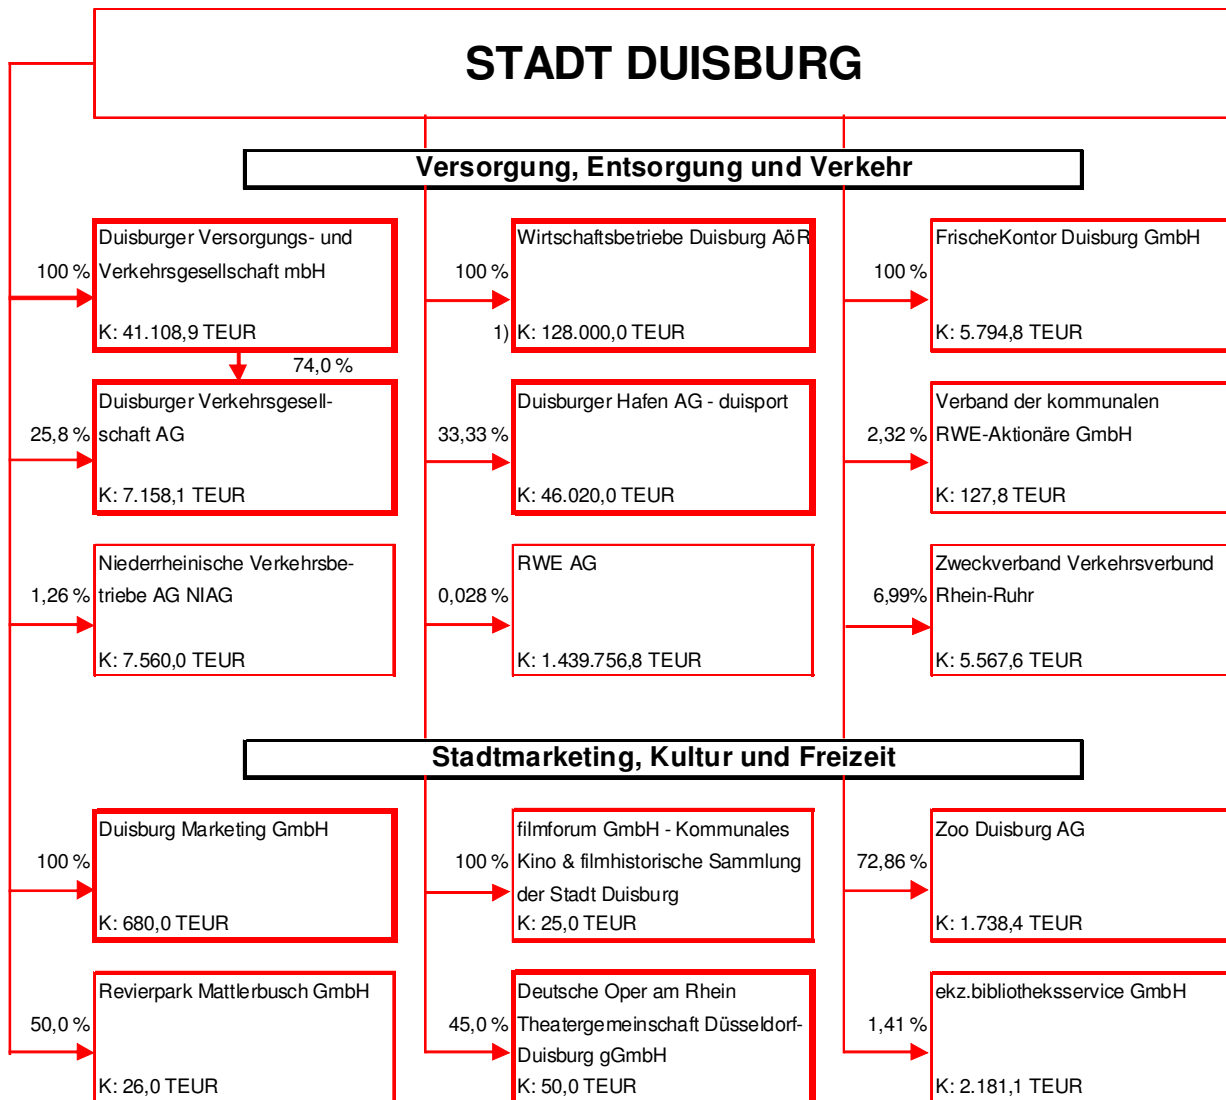 STADT DUISBURG
Versorgung, Entsorgung und Verkehr
Duisburger Versorgungs- und
100 % Verkehrsgesellschaft mbH
K: 41.108,9 TEUR
Wirtschaftsbetriebe Duisburg AöR
100 %
1) K: 128.000,0 TEUR
FrischeKontor Duisburg GmbH
100 %
K: 5.794,8 TEUR
74,0 %
Duisburger Verkehrsgesell-
25,8 % schaft AG
K: 7.158,1 TEUR
Duisburger Hafen AG - duisport
33,33 %
K: 46.020,0 TEUR
Verband der kommunalen
2,32 % RWE-Aktionäre GmbH
K: 127,8 TEUR
Niederrheinische Verkehrsbe-
1,26 % triebe AG NIAG
K: 7.560,0 TEUR
RWE AG
0,028 %
K: 1.439.756,8 TEUR
Zweckverband Verkehrsverbund
6,99% Rhein-Ruhr
K: 5.567,6 TEUR
Stadtmarketing, Kultur und Freizeit
Duisburg Marketing GmbH
100 %
K: 680,0 TEUR
filmforum GmbH - Kommunales
100 % Kino & filmhistorische Sammlung
der Stadt Duisburg
K: 25,0 TEUR
Zoo Duisburg AG
72,86 %
K: 1.738,4 TEUR
Revierpark Mattlerbusch GmbH
50,0 %
K: 26,0 TEUR
Deutsche Oper am Rhein
45,0 % Theatergemeinschaft Düsseldorf-
Duisburg gGmbH
K: 50,0 TEUR
ekz.bibliotheksservice GmbH
1,41 %
K: 2.181,1 TEUR